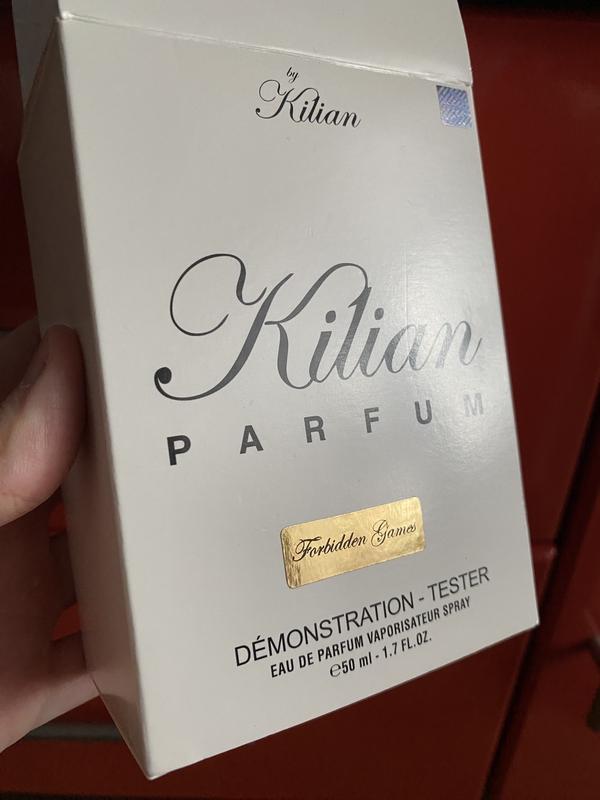 by
Kilian
Kilian
PARFUM
Forbidden Games
DÉMONSTRATION - TESTER
EAU DE PARFUM VAPORISATEUR SPRAY
℮50 ml - 1.7 FL.OZ.